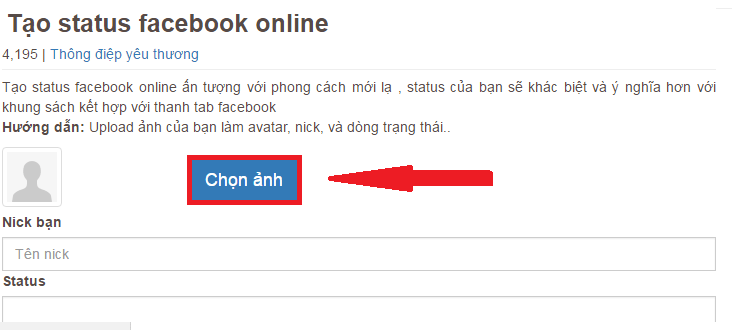 Tạo status facebook online
4,195 | Thông điệp yêu thương
Tạo status facebook online ấn tượng với phong cách mới lạ , status của bạn sẽ khác biệt và ý nghĩa hơn với
khung sách kết hợp với thanh tab facebook
Hướng dẫn: Upload ảnh của bạn làm avatar, nick, và dòng trạng thái..
Chọn ảnh
Nick bạn
Tên nick
Status